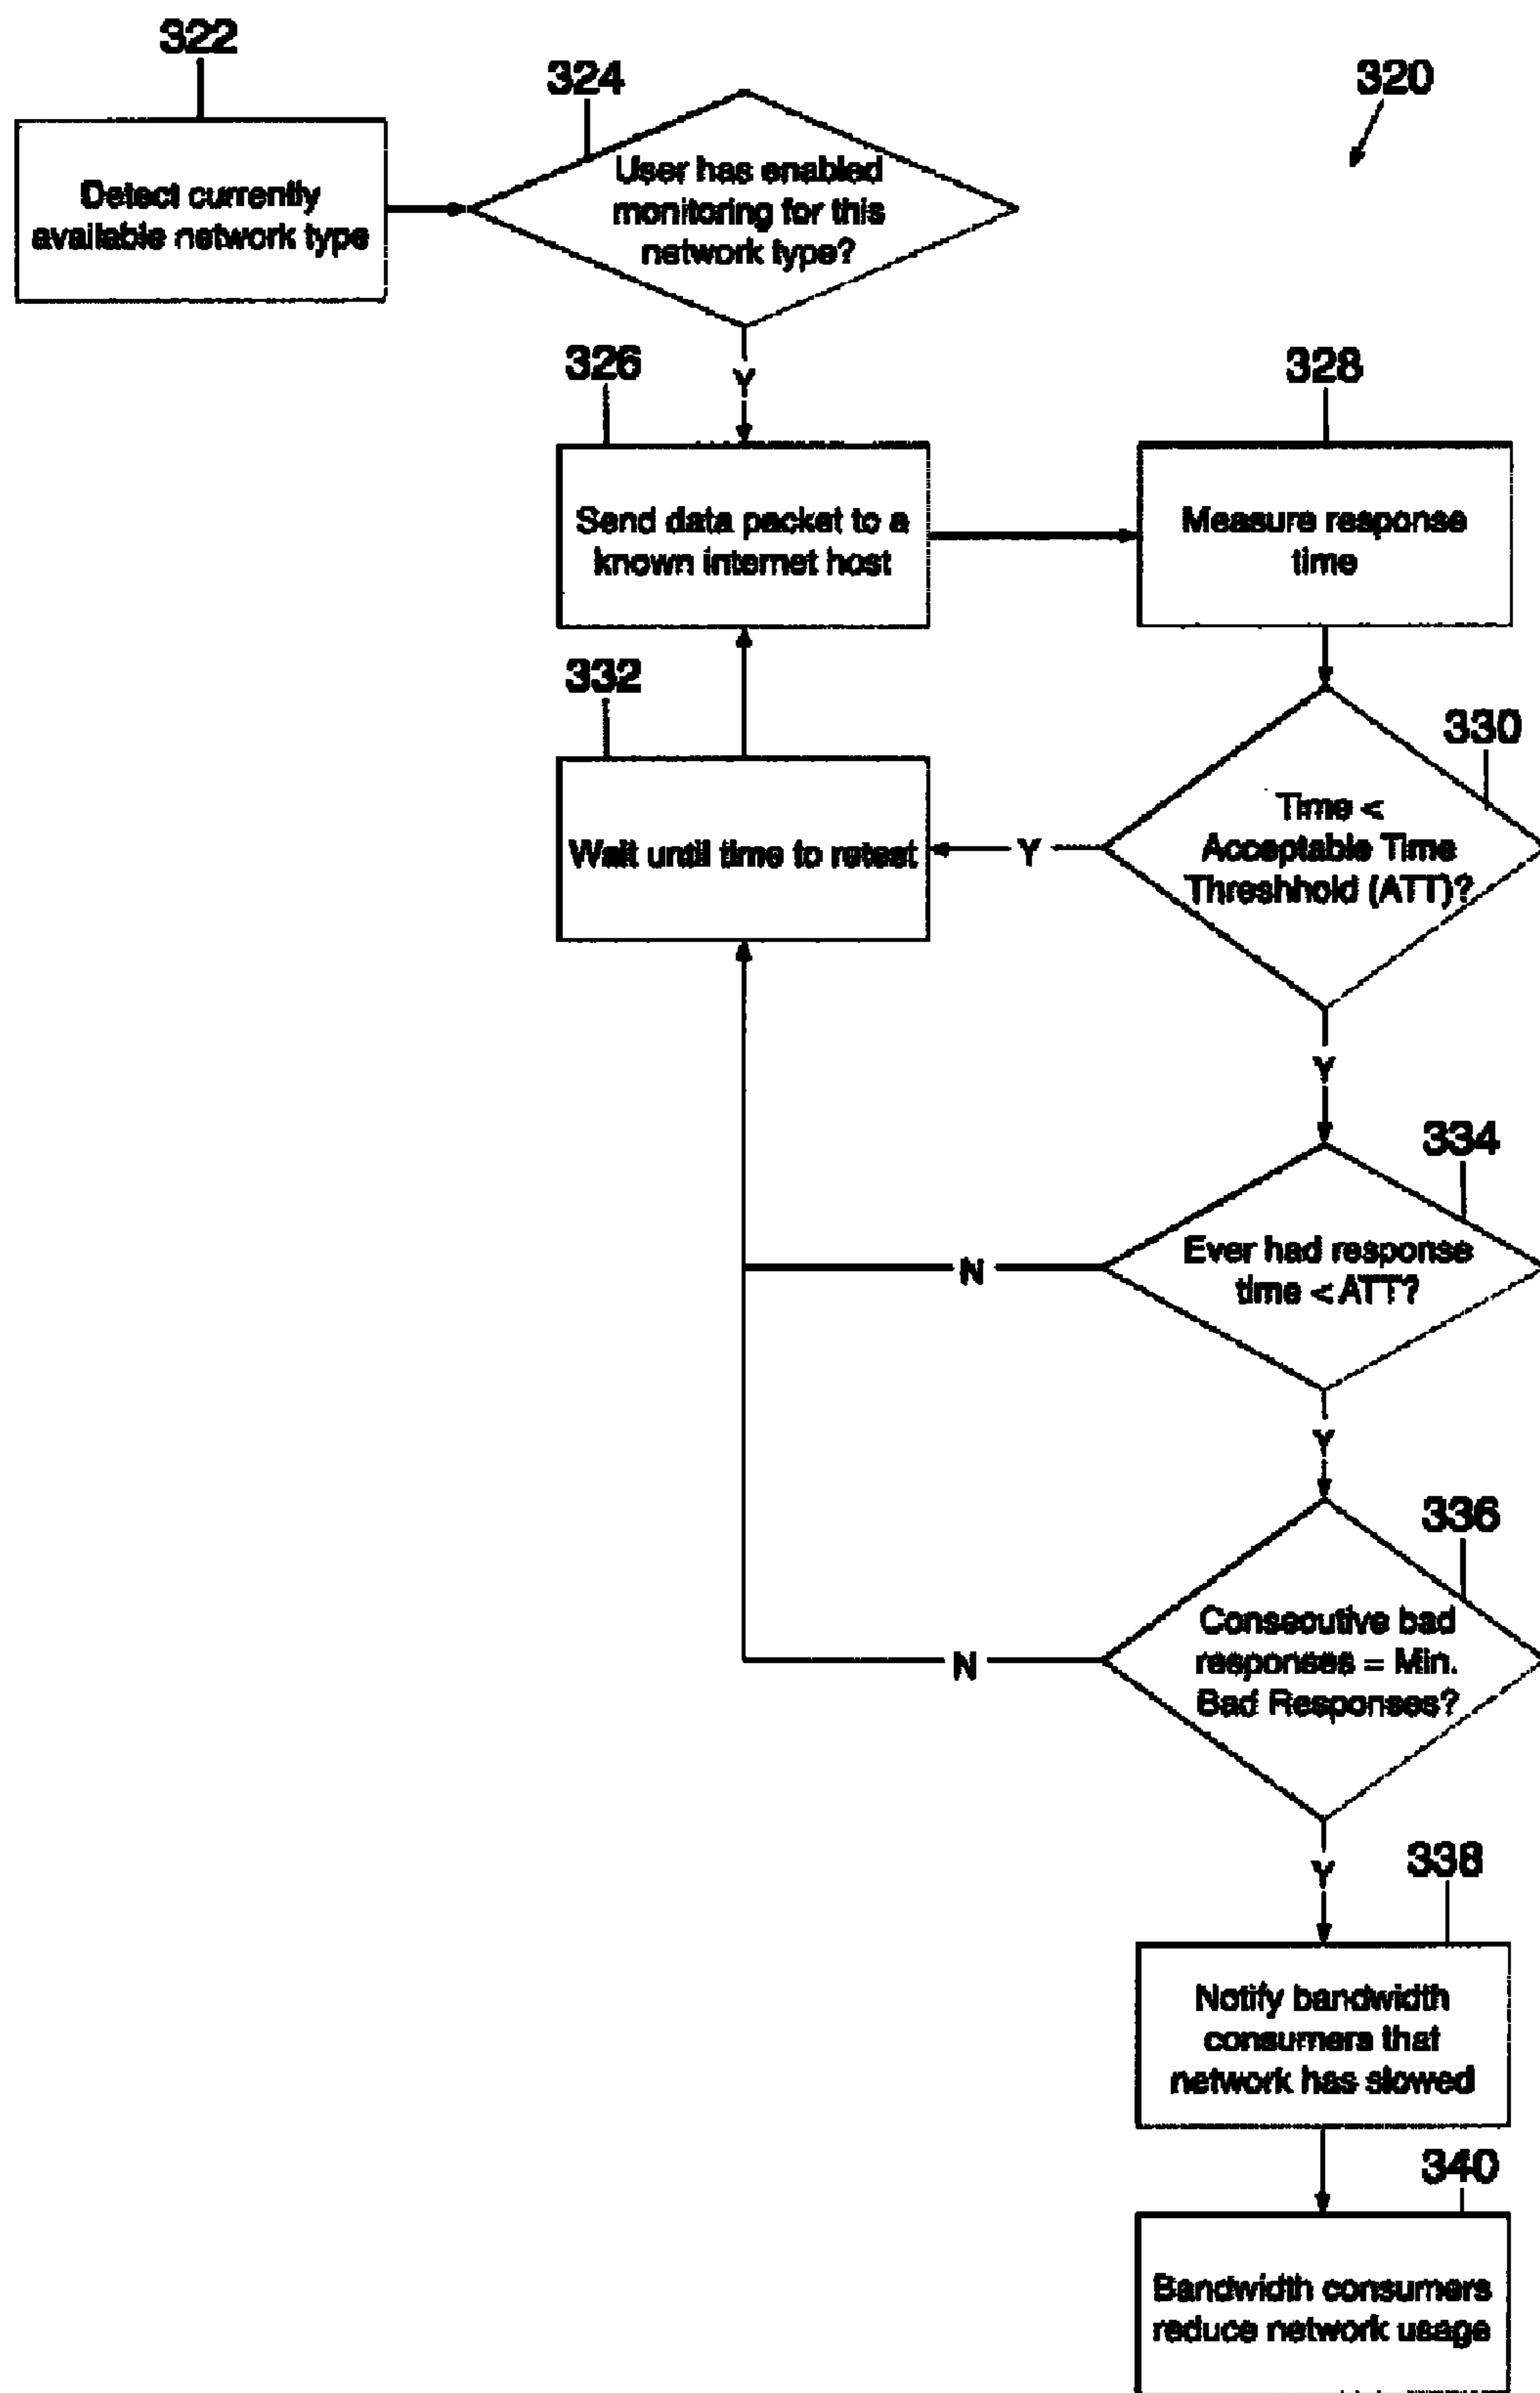 322
324
320
Detect currently
available network type
User has enabled
monitoring for this
network type?
Y
326
328
Send data packet to a
known internet host
Measure response
time
332
330
Wait until time to retest
Y
Time <
Acceptable Time
Threshhold (ATT)?
Y
334
Ever had response
time < ATT?
N
Y
336
Consecutive bad
responses = Min.
Bad Responses?
N
Y
338
Notify bandwidth
consumers that
network has slowed
340
Bandwidth consumers
reduce network usage